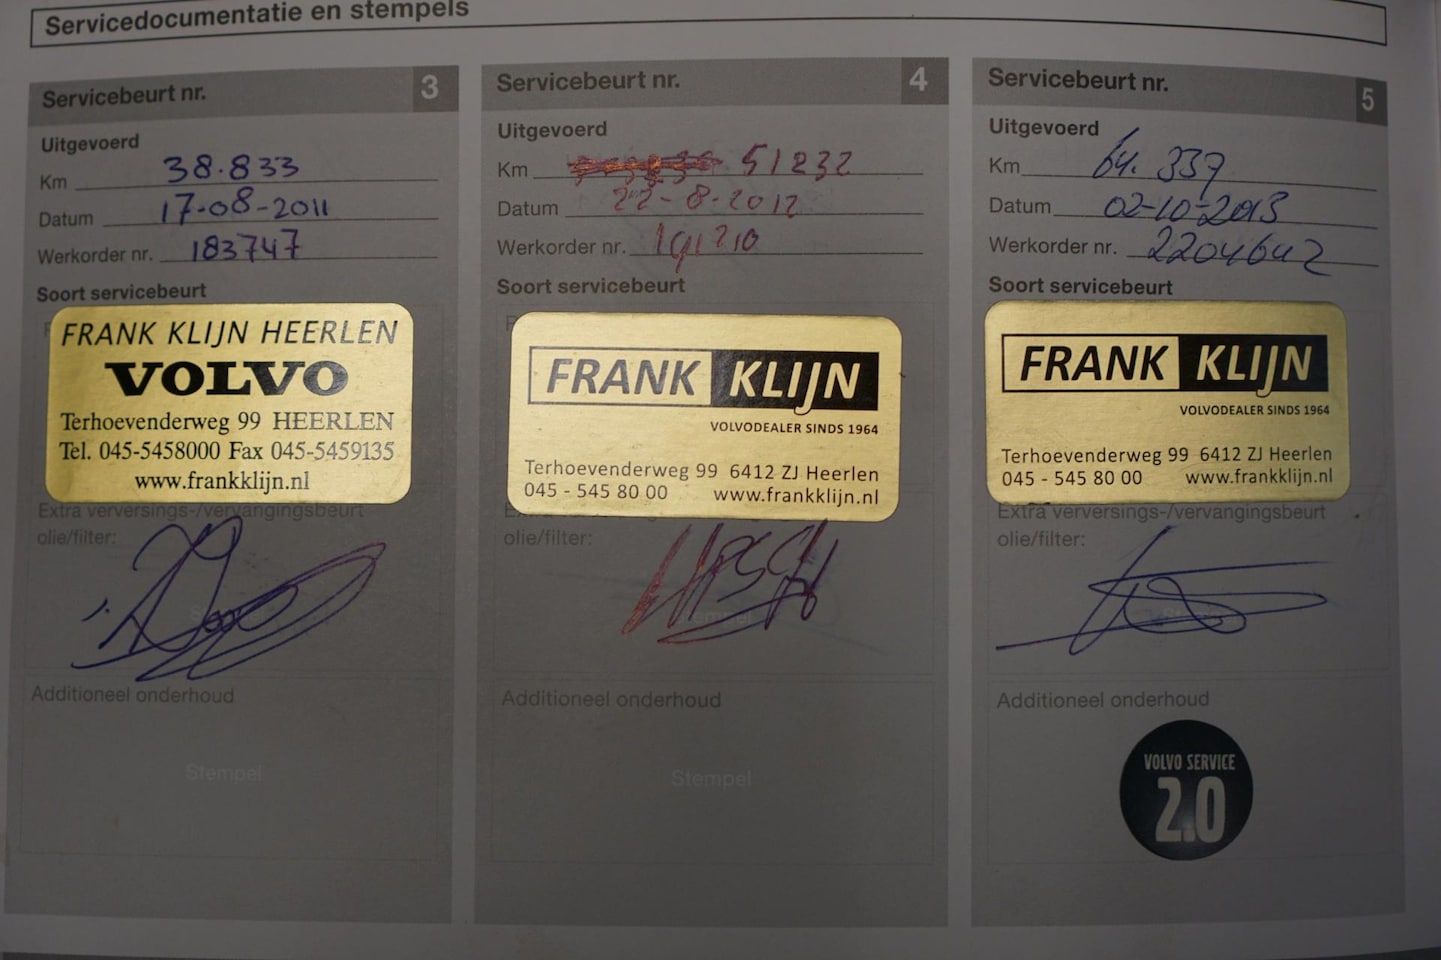 Servicedocumentatie en stempels
Servicebeurt nr. 3
Uitgevoerd
Km 38.833
Datum 17-08-2011
Werkorder nr. 183747
Soort servicebeurt
FRANK KLIJN HEERLEN
VOLVO
Terhoevenderweg 99 HEERLEN
Tel. 045-5458000 Fax 045-5459135
www.frankklijn.nl
Extra verversings-/vervangingsbeurt
olie/filter:
Additioneel onderhoud
Stempel
Servicebeurt nr. 4
Uitgevoerd
Km 51232
Datum 22-8-2012
Werkorder nr.
Soort servicebeurt
FRANK KLIJN
VOLVODEALER SINDS 1964
Terhoevenderweg 99 6412 ZJ Heerlen
045 - 545 80 00 www.frankklijn.nl
olie/filter:
Additioneel onderhoud
Stempel
Servicebeurt nr. 5
Uitgevoerd
Km 64.337
Datum 02-10-2013
Werkorder nr. 2204642
Soort servicebeurt
FRANK KLIJN
VOLVODEALER SINDS 1964
Terhoevenderweg 99 6412 ZJ Heerlen
045 - 545 80 00 www.frankklijn.nl
Extra verversings-/vervangingsbeurt
olie/filter:
Stempel
Additioneel onderhoud
VOLVO SERVICE
2.0